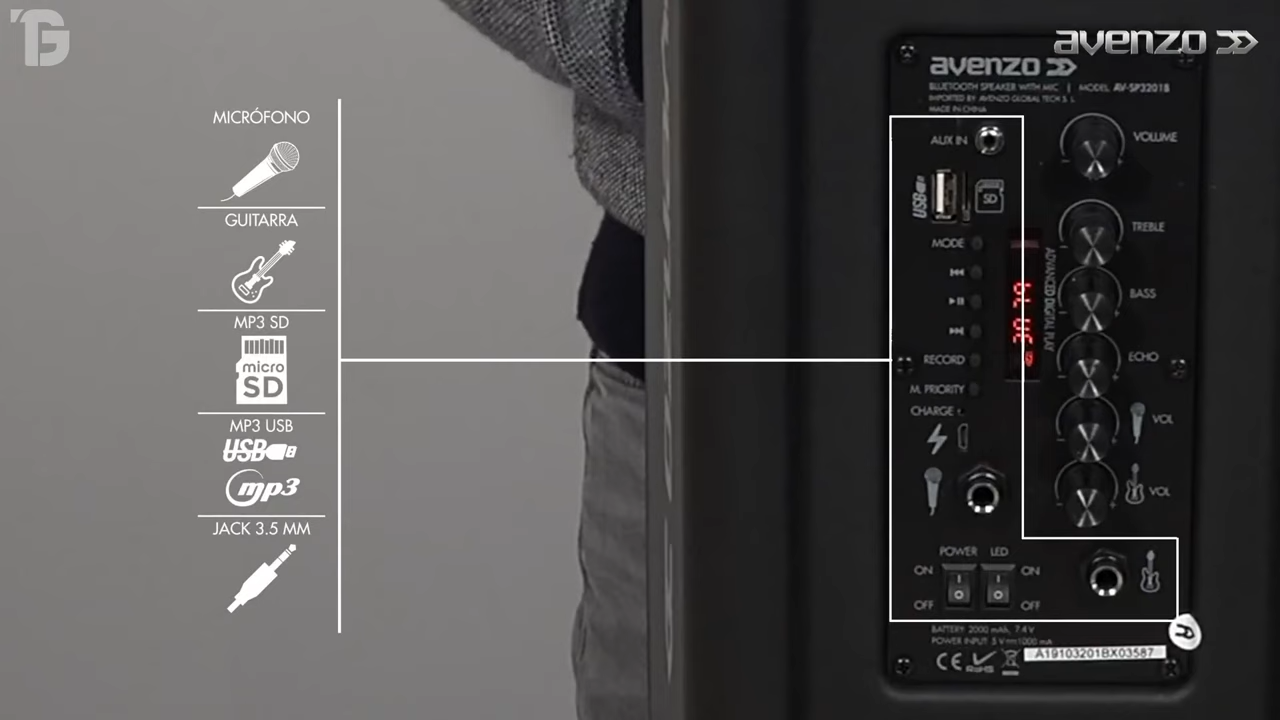 TG
avenzo
MICRÓFONO
GUITARRA
MP3 SD
micro
SD
MP3 USB
USB
mp3
JACK 3.5 MM
avenzo
BLUETOOTH SPEAKER WITH MIC | MODEL AV-SP3201B
IMPORTED BY AVENZO GLOBAL TECH S. L.
MADE IN CHINA
AUX IN
VOLUME
USB
SD
TREBLE
MODE
ADVANCED DIGITAL PLAY
BASS
ECHO
RECORD
M. PRIORITY
CHARGE
VOL
VOL
POWER LED
ON ON
OFF OFF
BATTERY: 2000 mAh, 7.4 V
POWER INPUT: 5 V 1000 mA
CE RoHS
A19103201BX03587